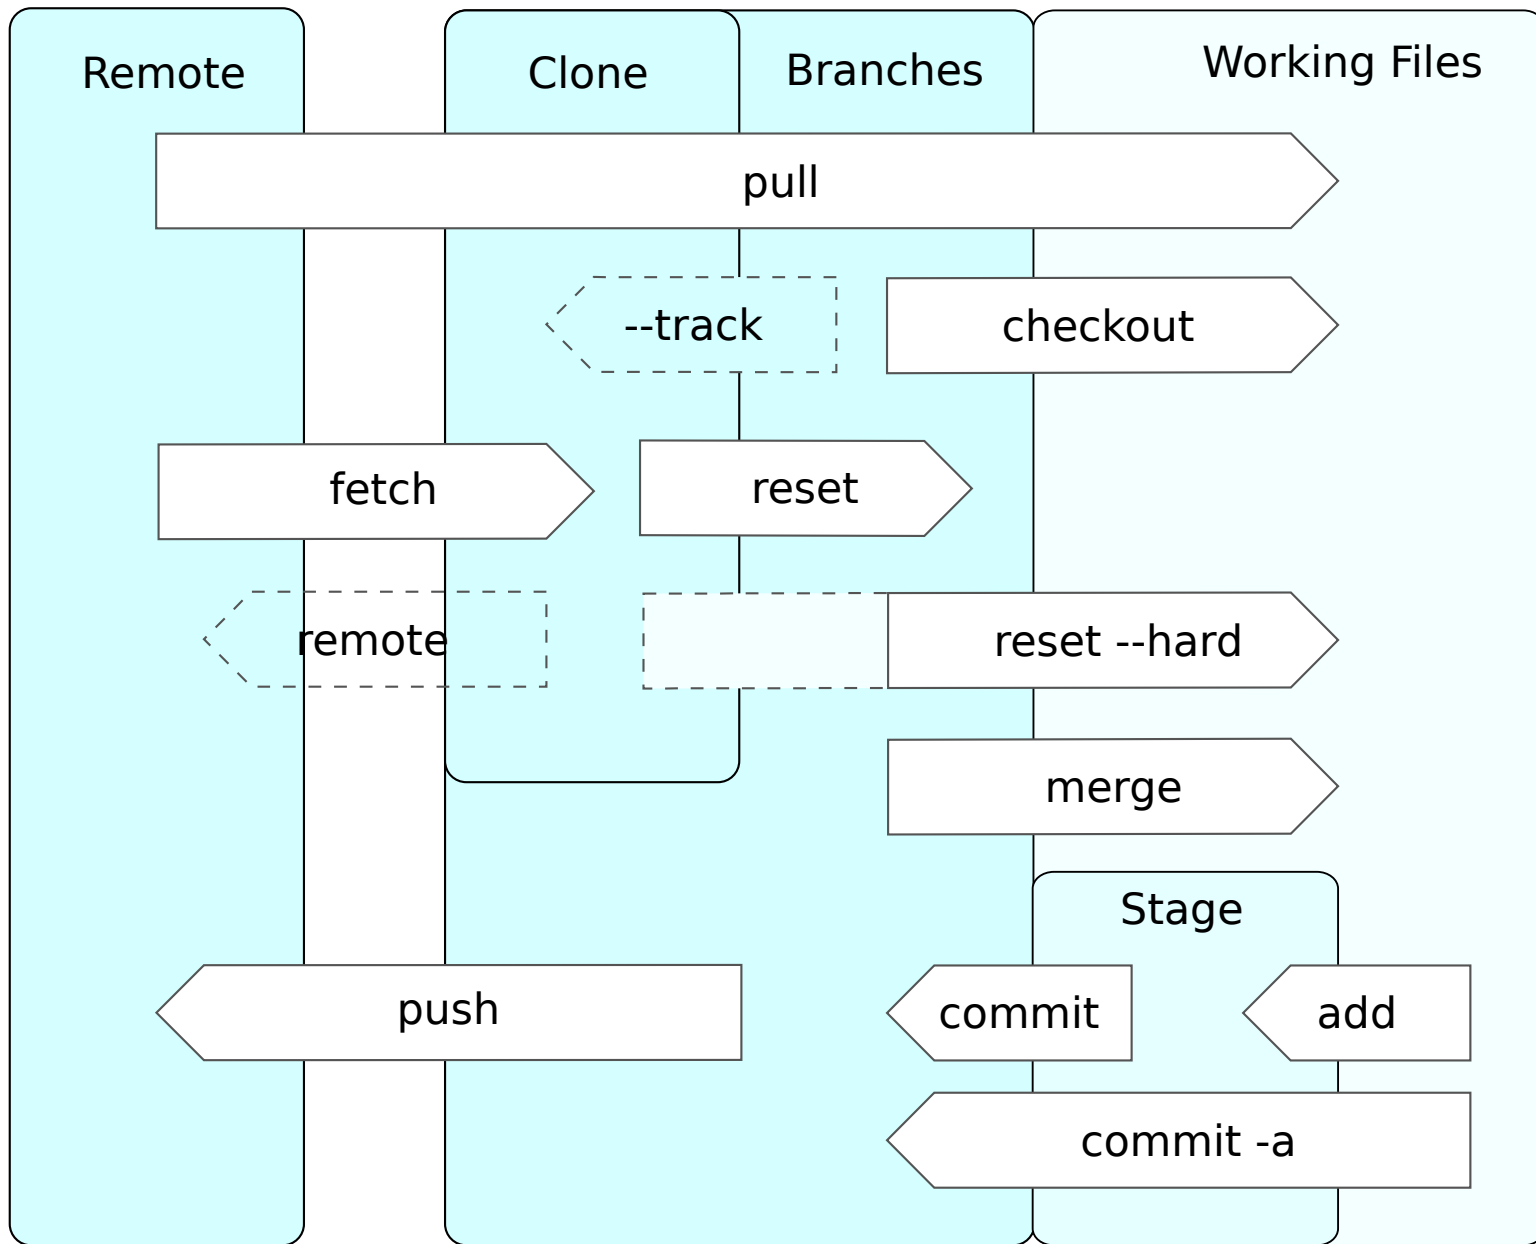 Remote
Clone
Branches
Working Files
pull
--track
checkout
fetch
reset
remote
reset --hard
merge
Stage
push
commit
add
commit -a